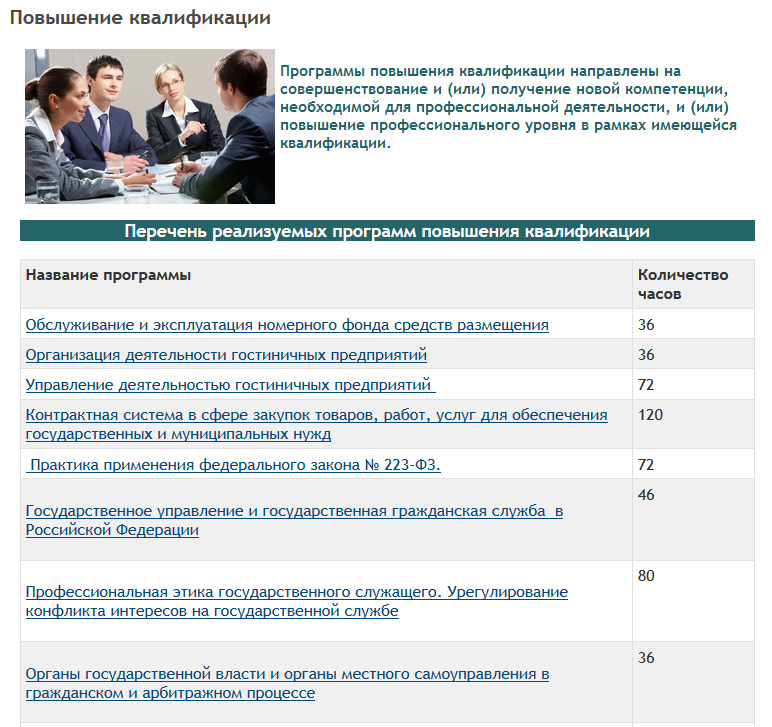 Повышение квалификации
Программы повышения квалификации направлены на
совершенствование и (или) получение новой компетенции,
необходимой для профессиональной деятельности, и (или)
повышение профессионального уровня в рамках имеющейся
квалификации.
Перечень реализуемых программ повышения квалификации
Название программы
Количество
часов
Обслуживание и эксплуатация номерного фонда средств размещения
36
Организация деятельности гостиничных предприятий
36
Управление деятельностью гостиничных предприятий
72
Контрактная система в сфере закупок товаров, работ, услуг для обеспечения
государственных и муниципальных нужд
120
Практика применения федерального закона № 223-ФЗ.
72
Государственное управление и государственная гражданская служба в
Российской Федерации
46
Профессиональная этика государственного служащего. Урегулирование
конфликта интересов на государственной службе
80
Органы государственной власти и органы местного самоуправления в
гражданском и арбитражном процессе
36